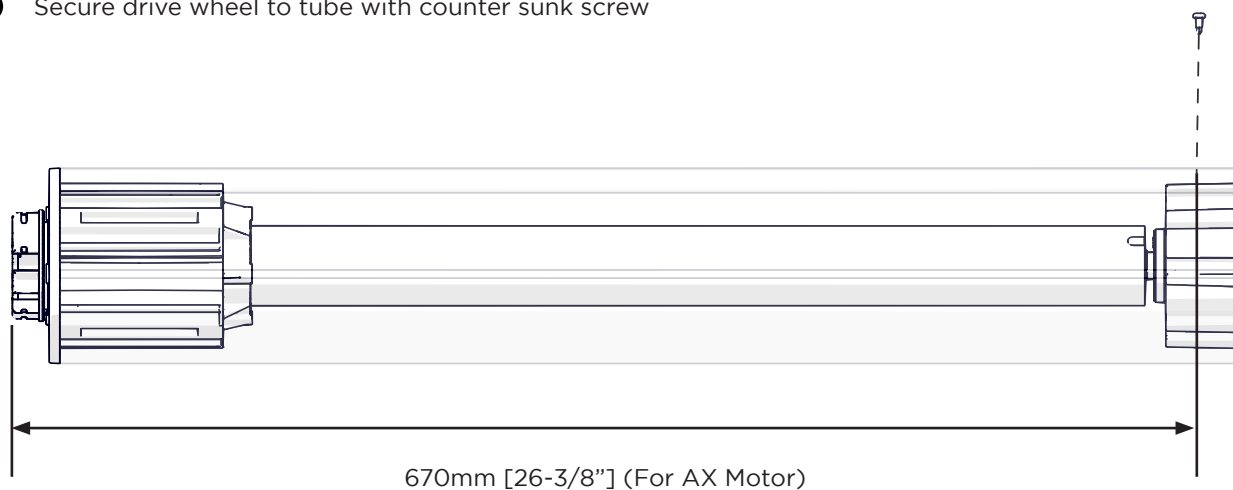 Secure drive wheel to tube with counter sunk screw
670mm [26-3/8”] (For AX Motor)